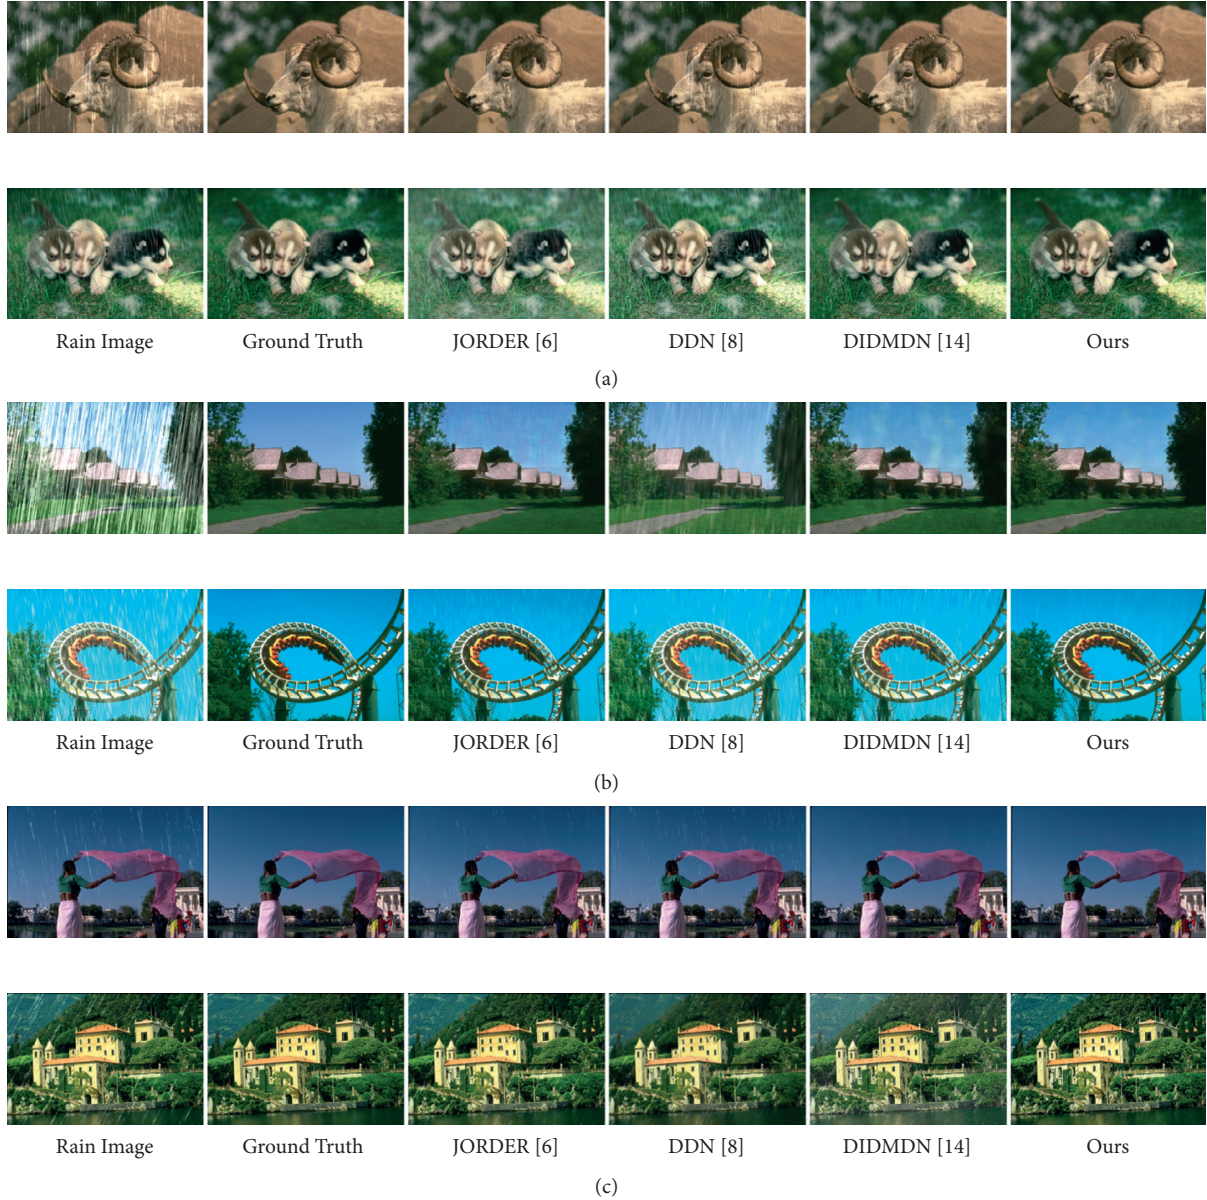 Rain Image Ground Truth JORDER [6] DDN [8] DIDMDN [14] Ours
(a)
Rain Image Ground Truth JORDER [6] DDN [8] DIDMDN [14] Ours
(b)
Rain Image Ground Truth JORDER [6] DDN [8] DIDMDN [14] Ours
(c)